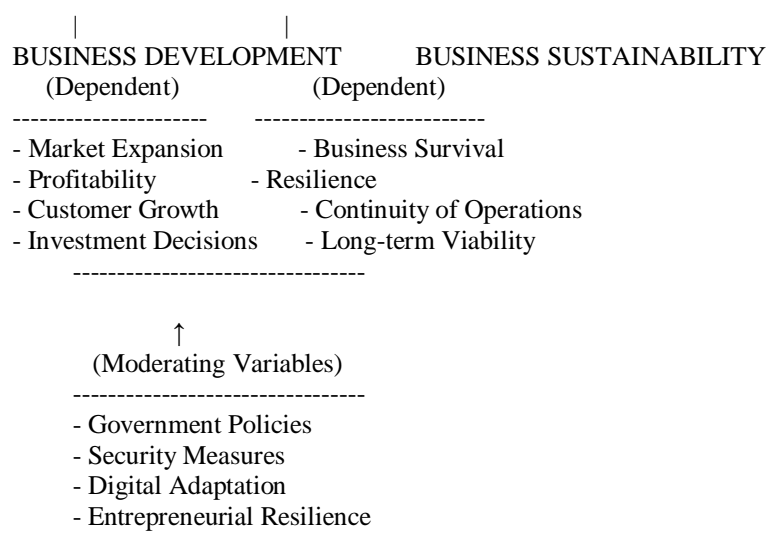 |                              |
BUSINESS DEVELOPMENT          BUSINESS SUSTAINABILITY
(Dependent)                   (Dependent)
----------------------       --------------------------
- Market Expansion           - Business Survival
- Profitability             - Resilience
- Customer Growth            - Continuity of Operations
- Investment Decisions      - Long-term Viability
---------------------------------
↑
(Moderating Variables)
---------------------------------
- Government Policies
- Security Measures
- Digital Adaptation
- Entrepreneurial Resilience